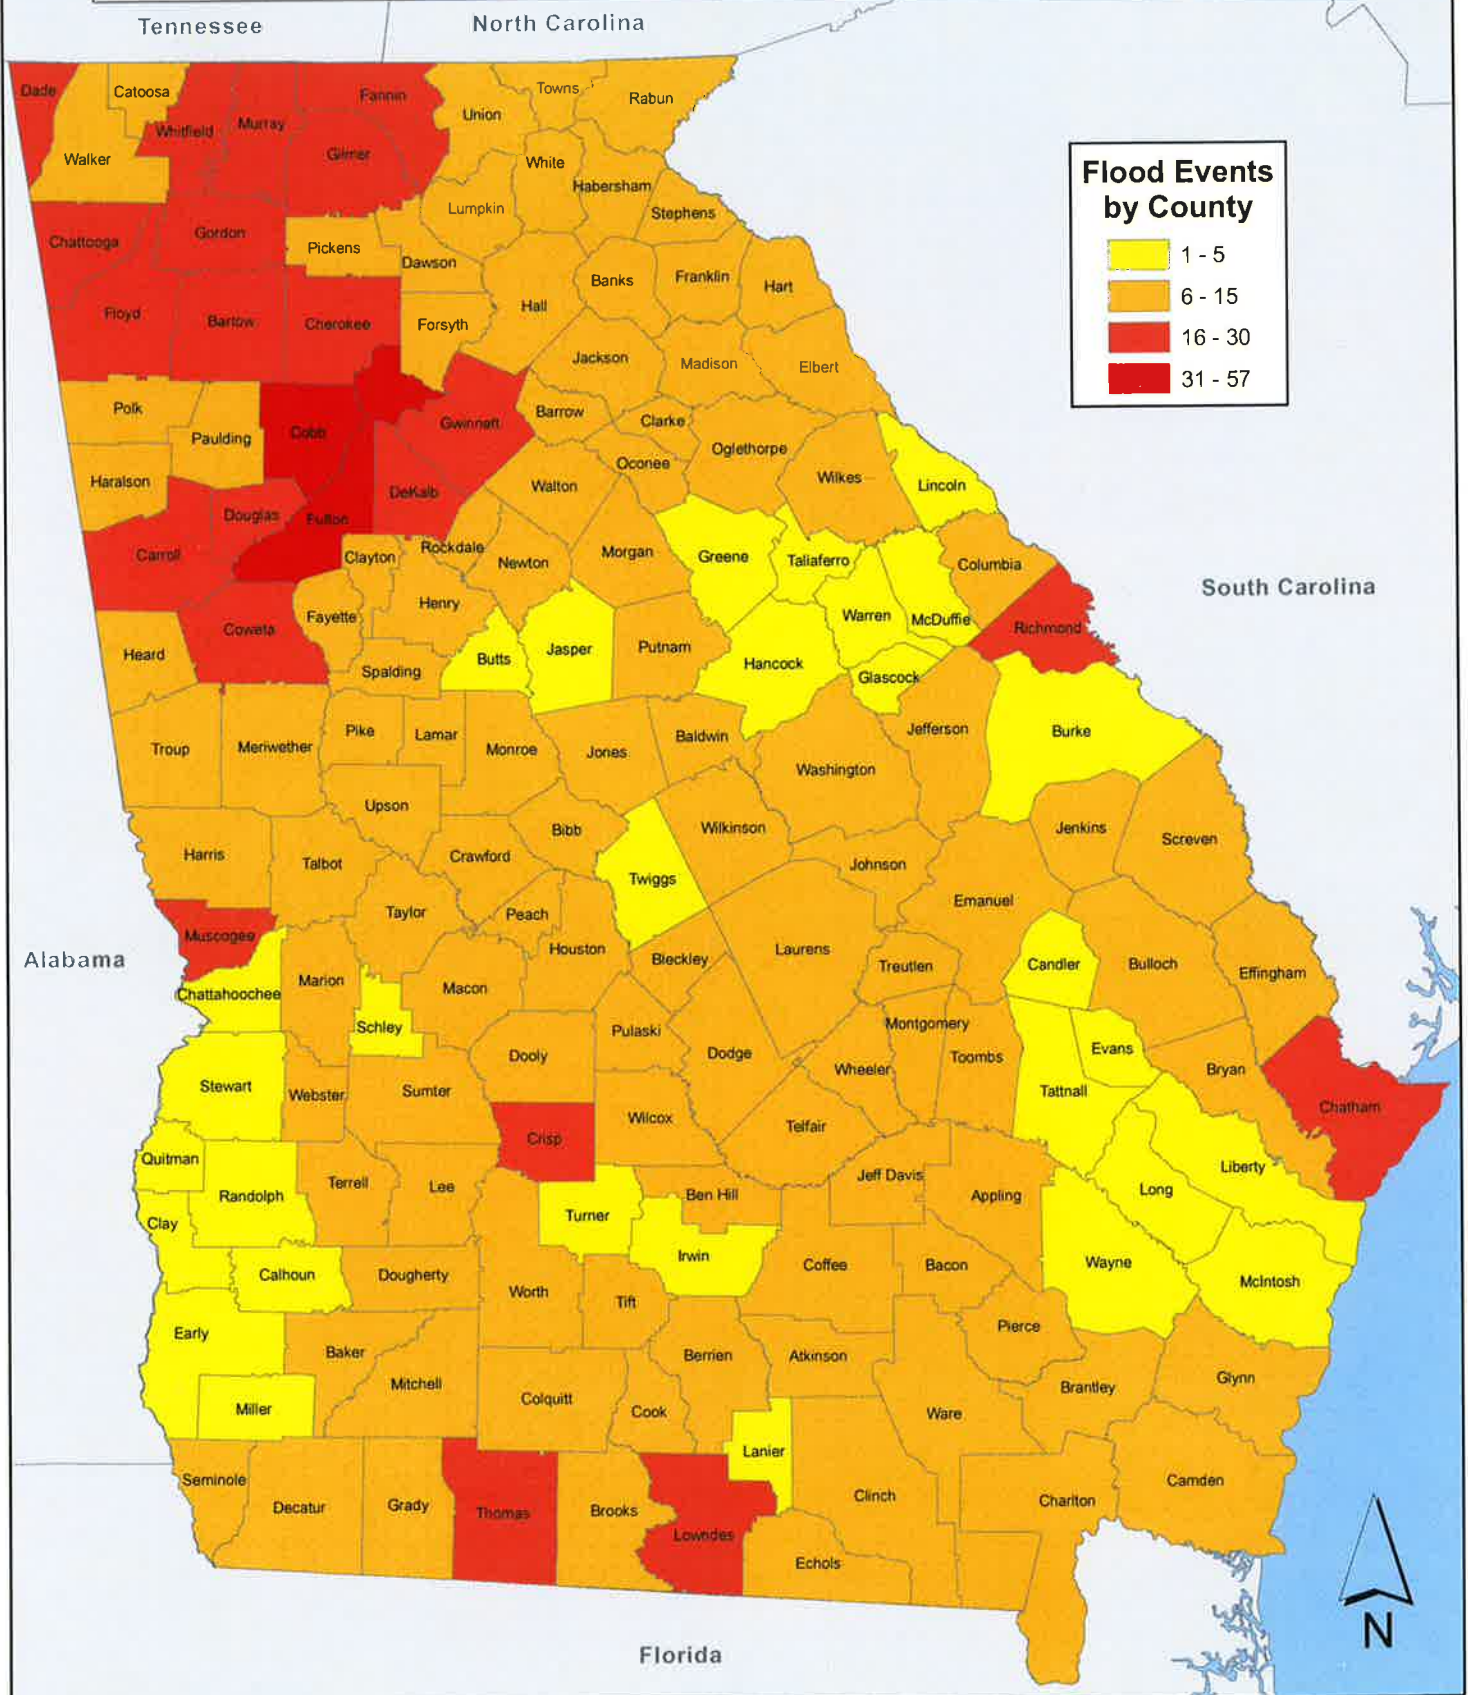 Tennessee
North Carolina
Dade
Catoosa
Fannin
Towns
Rabun
Union
Whitfield
Murray
Gilmer
Walker
White
Habersham
Lumpkin
Stephens
Chattooga
Gordon
Pickens
Dawson
Banks
Franklin
Hart
Hall
Floyd
Bartow
Cherokee
Forsyth
Jackson
Madison
Elbert
Flood Events
by County
1 - 5
6 - 15
16 - 30
31 - 57
Polk
Paulding
Cobb
Gwinnett
Barrow
Clarke
Oglethorpe
Oconee
Haralson
DeKalb
Walton
Wilkes
Lincoln
Douglas
Fulton
Carroll
Clayton
Rockdale
Newton
Morgan
Greene
Taliaferro
Columbia
South Carolina
Henry
Fayette
Coweta
Warren
McDuffie
Richmond
Heard
Spalding
Butts
Jasper
Putnam
Hancock
Glascock
Troup
Meriwether
Pike
Lamar
Monroe
Jones
Baldwin
Washington
Jefferson
Burke
Upson
Bibb
Wilkinson
Jenkins
Screven
Harris
Talbot
Crawford
Twiggs
Johnson
Emanuel
Taylor
Peach
Muscogee
Houston
Bleckley
Laurens
Treutlen
Candler
Bulloch
Effingham
Alabama
Chattahoochee
Marion
Macon
Schley
Pulaski
Dodge
Montgomery
Toombs
Evans
Dooly
Wheeler
Bryan
Tattnall
Stewart
Webster
Sumter
Chatham
Crisp
Wilcox
Telfair
Quitman
Randolph
Terrell
Lee
Ben Hill
Jeff Davis
Appling
Long
Liberty
Clay
Turner
Irwin
Calhoun
Dougherty
Worth
Tift
Coffee
Bacon
Wayne
McIntosh
Early
Baker
Mitchell
Berrien
Atkinson
Pierce
Miller
Colquitt
Cook
Ware
Brantley
Glynn
Lanier
Seminole
Decatur
Grady
Thomas
Brooks
Lowndes
Clinch
Charlton
Camden
Echols
Florida
N